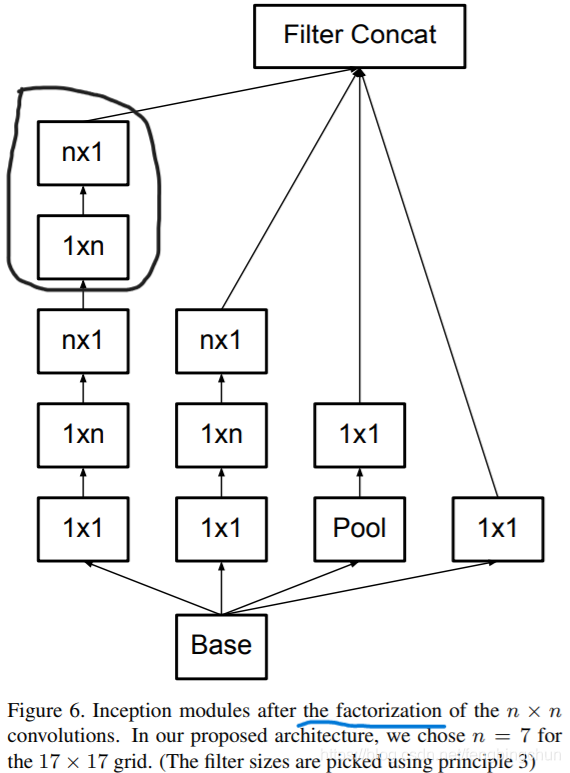 Filter Concat
nx1
1xn
nx1
nx1
1xn
1xn
1x1
1x1
1x1
Pool
1x1
Base
Figure 6. Inception modules after the factorization of the n × n
convolutions. In our proposed architecture, we chose n = 7 for
the 17 × 17 grid. (The filter sizes are picked using principle 3)